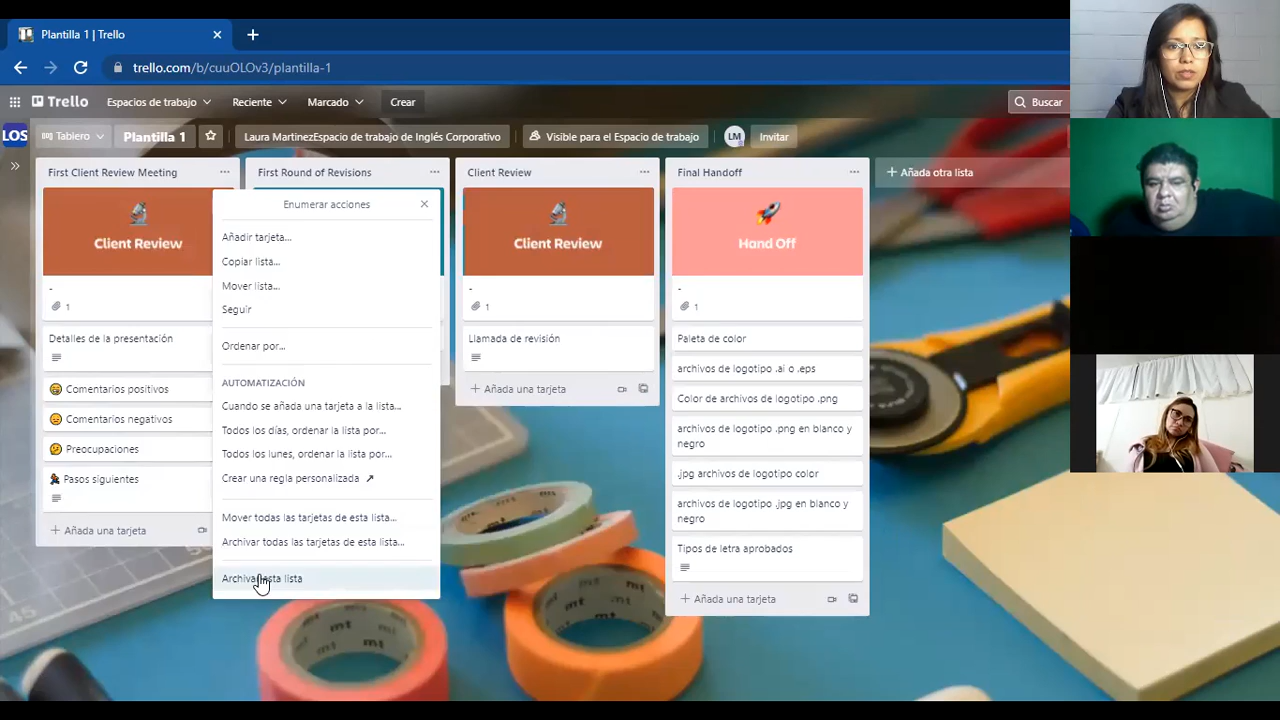 Plantilla 1 | Trello
trello.com/b/cuuOLOv3/plantilla-1
Trello
Espacios de trabajo
Reciente
Marcado
Crear
Buscar
LOS
Tablero
Plantilla 1
Laura MartinezEspacio de trabajo de Inglés Corporativo
Visible para el Espacio de trabajo
LM
Invitar
First Client Review Meeting
Client Review
-
1
Detalles de la presentación
Comentarios positivos
Comentarios negativos
Preocupaciones
Pasos siguientes
+ Añada una tarjeta
First Round of Revisions
Enumerar acciones
Añadir tarjeta...
Copiar lista...
Mover lista...
Seguir
Ordenar por...
AUTOMATIZACIÓN
Cuando se añada una tarjeta a la lista...
Todos los días, ordenar la lista por...
Todos los lunes, ordenar la lista por...
Crear una regla personalizada
Mover todas las tarjetas de esta lista...
Archivar todas las tarjetas de esta lista...
Archivar esta lista
Client Review
Client Review
-
1
Llamada de revisión
+ Añada una tarjeta
Final Handoff
Hand Off
-
1
Paleta de color
archivos de logotipo .ai o .eps
Color de archivos de logotipo .png
archivos de logotipo .png en blanco y
negro
.jpg archivos de logotipo color
archivos de logotipo .jpg en blanco y
negro
Tipos de letra aprobados
+ Añada una tarjeta
+ Añada otra lista
mt
mt
mt
mt
45